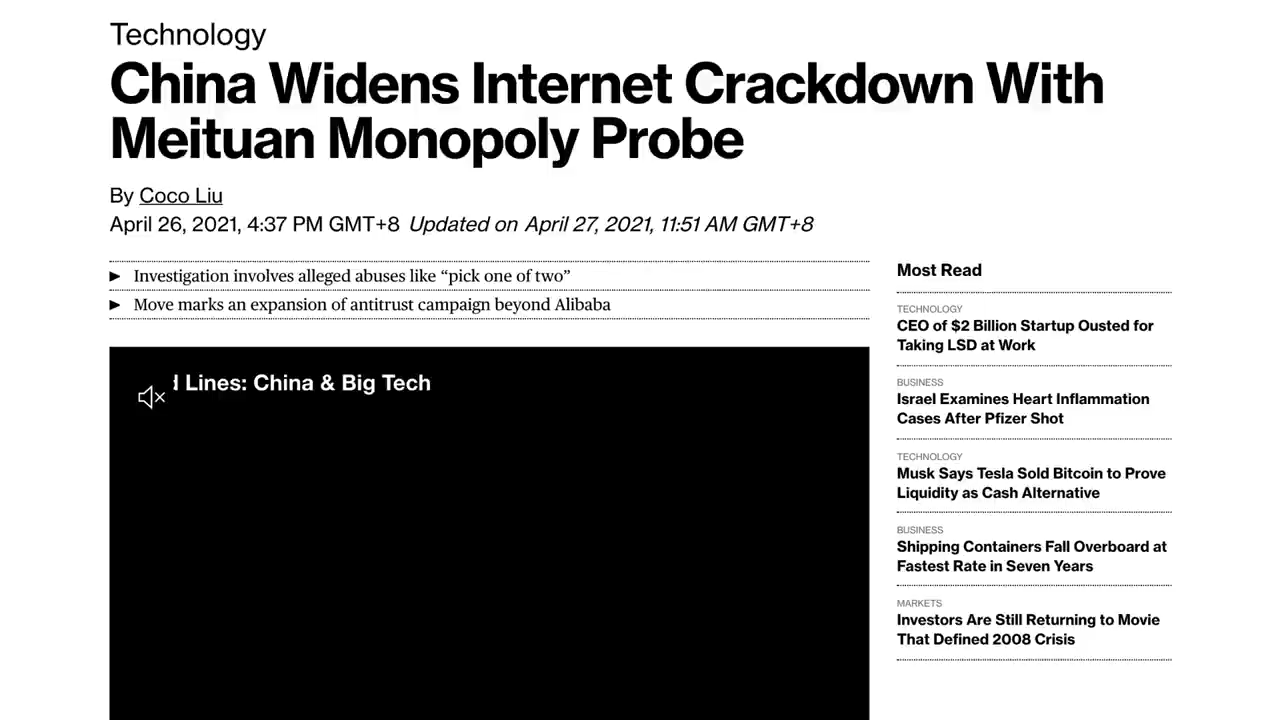 Technology
China Widens Internet Crackdown With
Meituan Monopoly Probe
By Coco Liu
April 26, 2021, 4:37 PM GMT+8 Updated on April 27, 2021, 11:51 AM GMT+8
Investigation involves alleged abuses like “pick one of two”
Move marks an expansion of antitrust campaign beyond Alibaba
Lines: China & Big Tech
Most Read
TECHNOLOGY
CEO of $2 Billion Startup Ousted for
Taking LSD at Work
BUSINESS
Israel Examines Heart Inflammation
Cases After Pfizer Shot
TECHNOLOGY
Musk Says Tesla Sold Bitcoin to Prove
Liquidity as Cash Alternative
BUSINESS
Shipping Containers Fall Overboard at
Fastest Rate in Seven Years
MARKETS
Investors Are Still Returning to Movie
That Defined 2008 Crisis